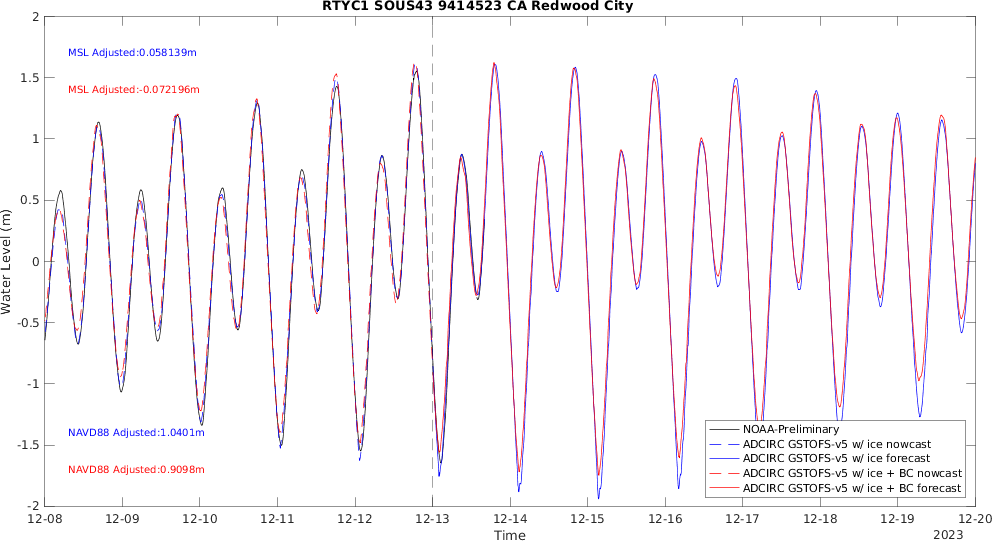 RTYC1 SOUS43 9414523 CA Redwood City
2
1.5
1
0.5
0
-0.5
-1
-1.5
-2
Water Level (m)
MSL Adjusted:0.058139m
MSL Adjusted:-0.072196m
NAVD88 Adjusted:1.0401m
NAVD88 Adjusted:0.9098m
NOAA-Preliminary
ADCIRC GSTOFS-v5 w/ ice nowcast
ADCIRC GSTOFS-v5 w/ ice forecast
ADCIRC GSTOFS-v5 w/ ice + BC nowcast
ADCIRC GSTOFS-v5 w/ ice + BC forecast
12-08 12-09 12-10 12-11 12-12 12-13 12-14 12-15 12-16 12-17 12-18 12-19 12-20
Time
2023